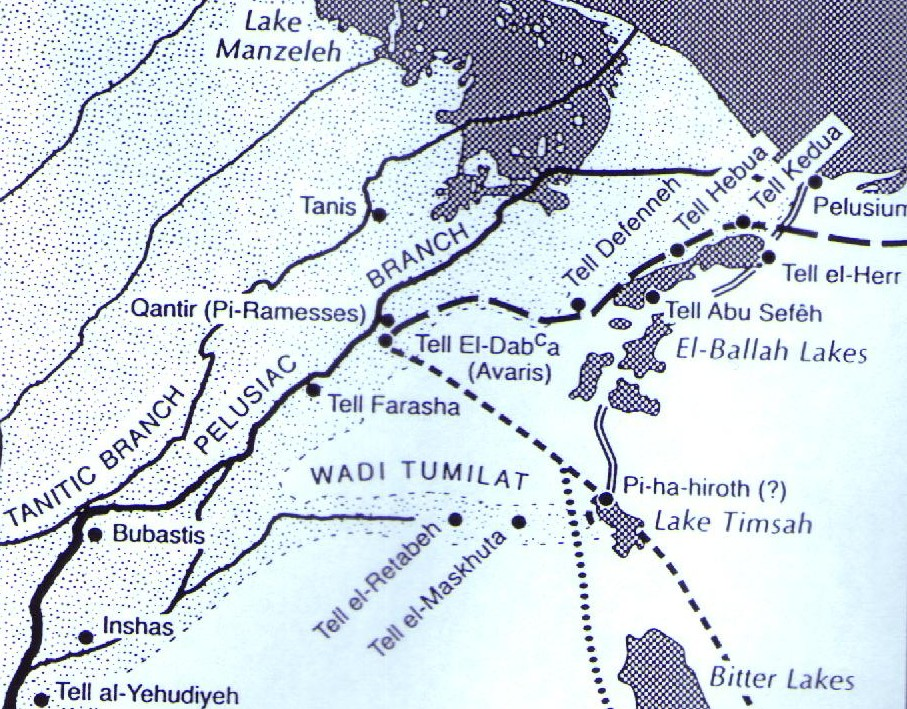 Lake
Manzeleh
Tell Kedua
Tell Hebua
Tell Defenneh
Pelusium
Tanis
BRANCH
Tell el-Herr
Qantir (Pi-Ramesses)
Tell Abu Sefêh
Tell El-Dabᶜa
(Avaris)
El-Ballah Lakes
PELUSIAC
Tell Farasha
TANITIC BRANCH
WADI TUMILAT
Pi-ha-hiroth (?)
Lake Timsah
Bubastis
Tell el-Retabeh
Tell el-Maskhuta
Inshas
Bitter Lakes
Tell al-Yehudiyeh